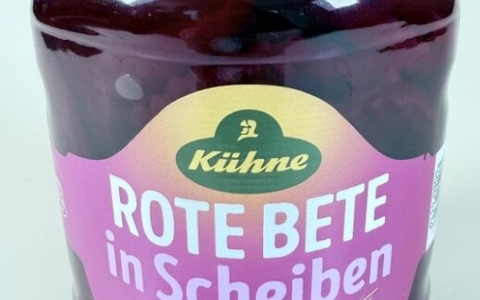 Kühne
ROTE BETE
in Scheiben